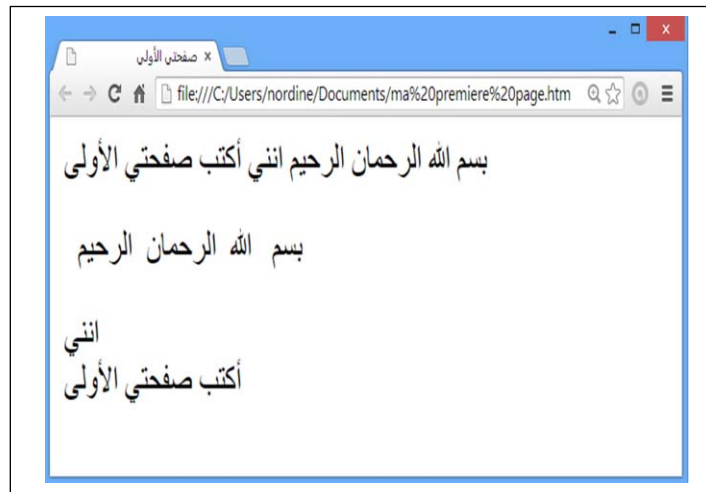 صفحتي الأولى
file:///C:/Users/nordine/Documents/ma%20premiere%20page.htm
بسم الله الرحمان الرحيم انني أكتب صفحتي الأولى
بسم الله الرحمان الرحيم
انني
أكتب صفحتي الأولى